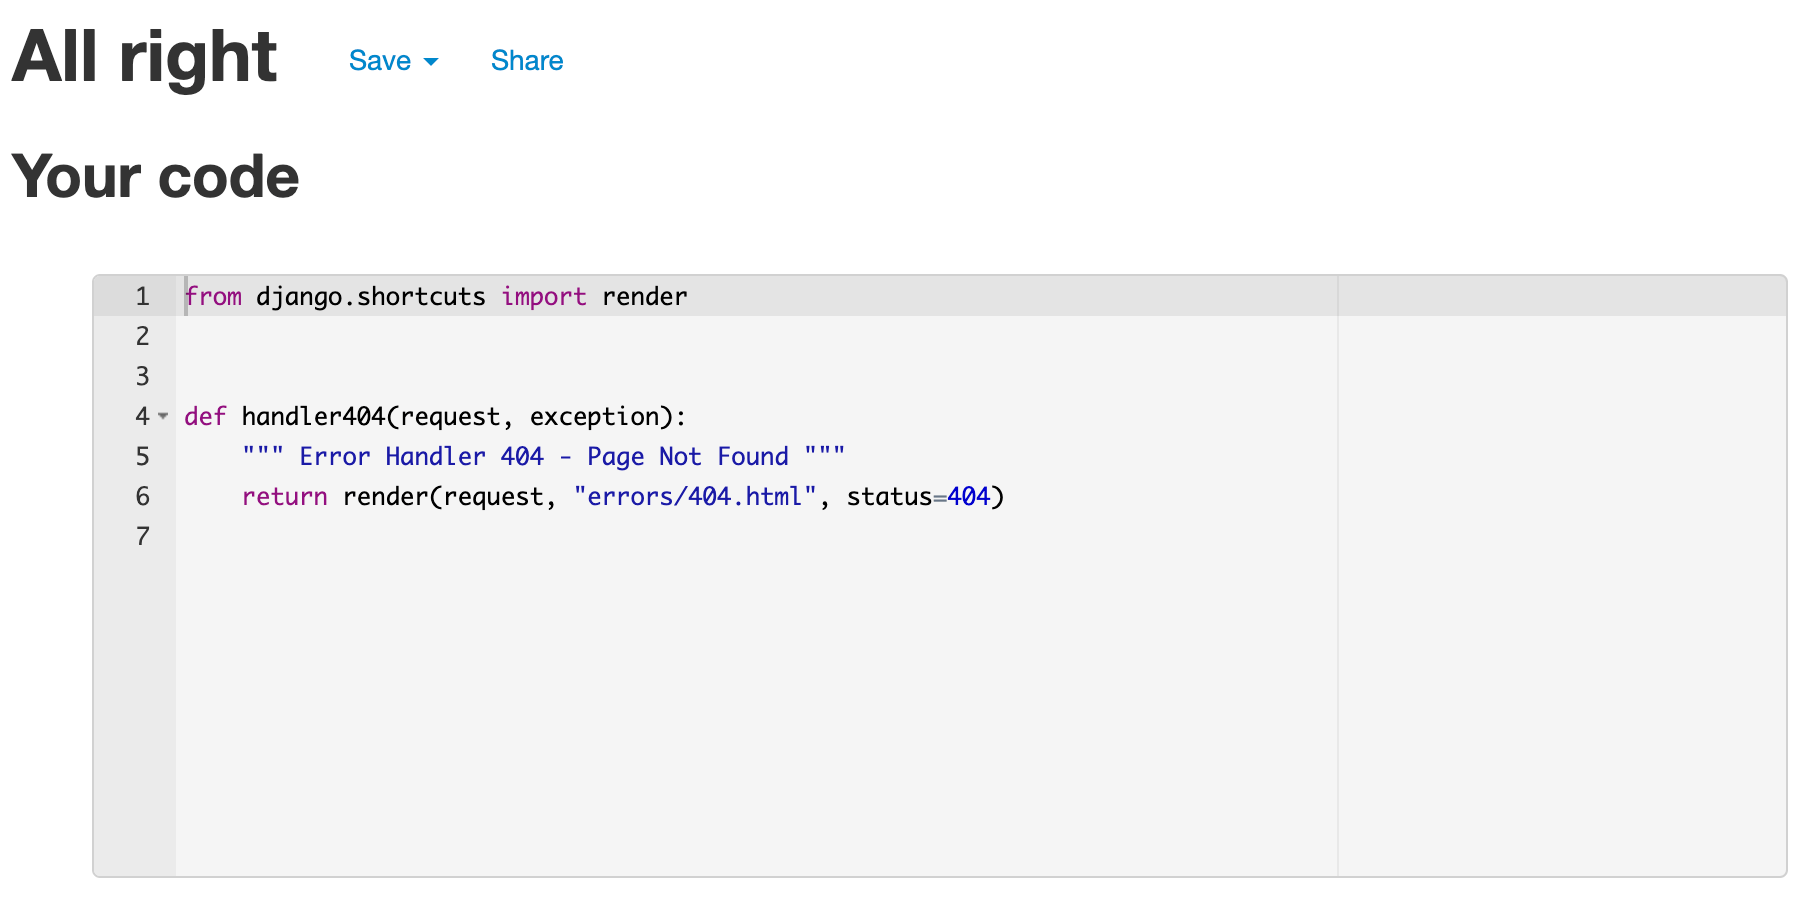 All right Save Share
Your code
1 from django.shortcuts import render
2
3
4 def handler404(request, exception):
5     """ Error Handler 404 - Page Not Found """
6     return render(request, "errors/404.html", status=404)
7